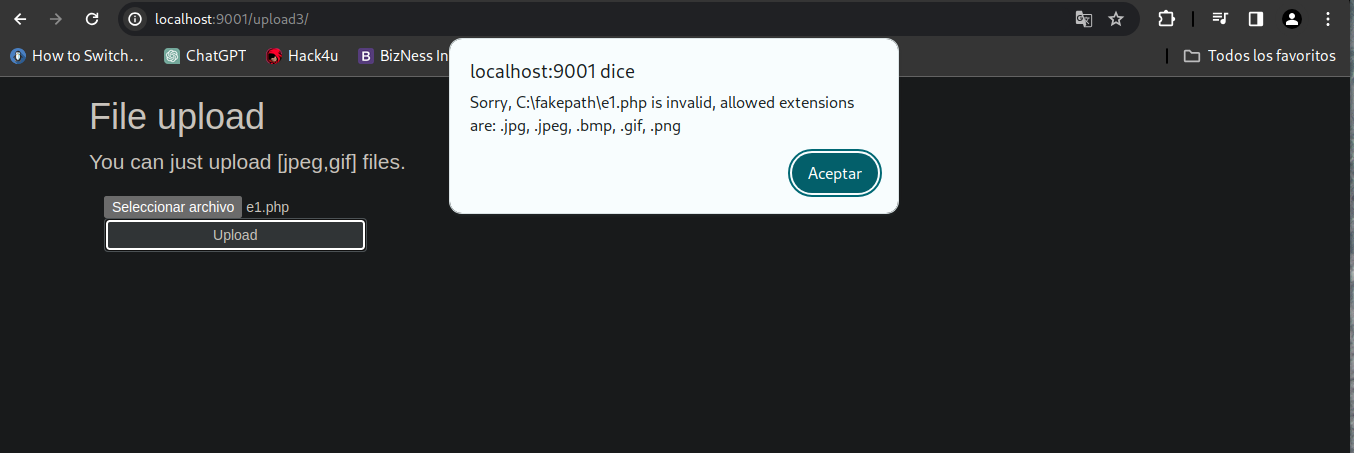 localhost:9001/upload3/
How to Switch... ChatGPT Hack4u B BizNess In Todos los favoritos
localhost:9001 dice
Sorry, C:\fakepath\e1.php is invalid, allowed extensions
are: .jpg, .jpeg, .bmp, .gif, .png
Aceptar
File upload
You can just upload [jpeg,gif] files.
Seleccionar archivo e1.php
Upload